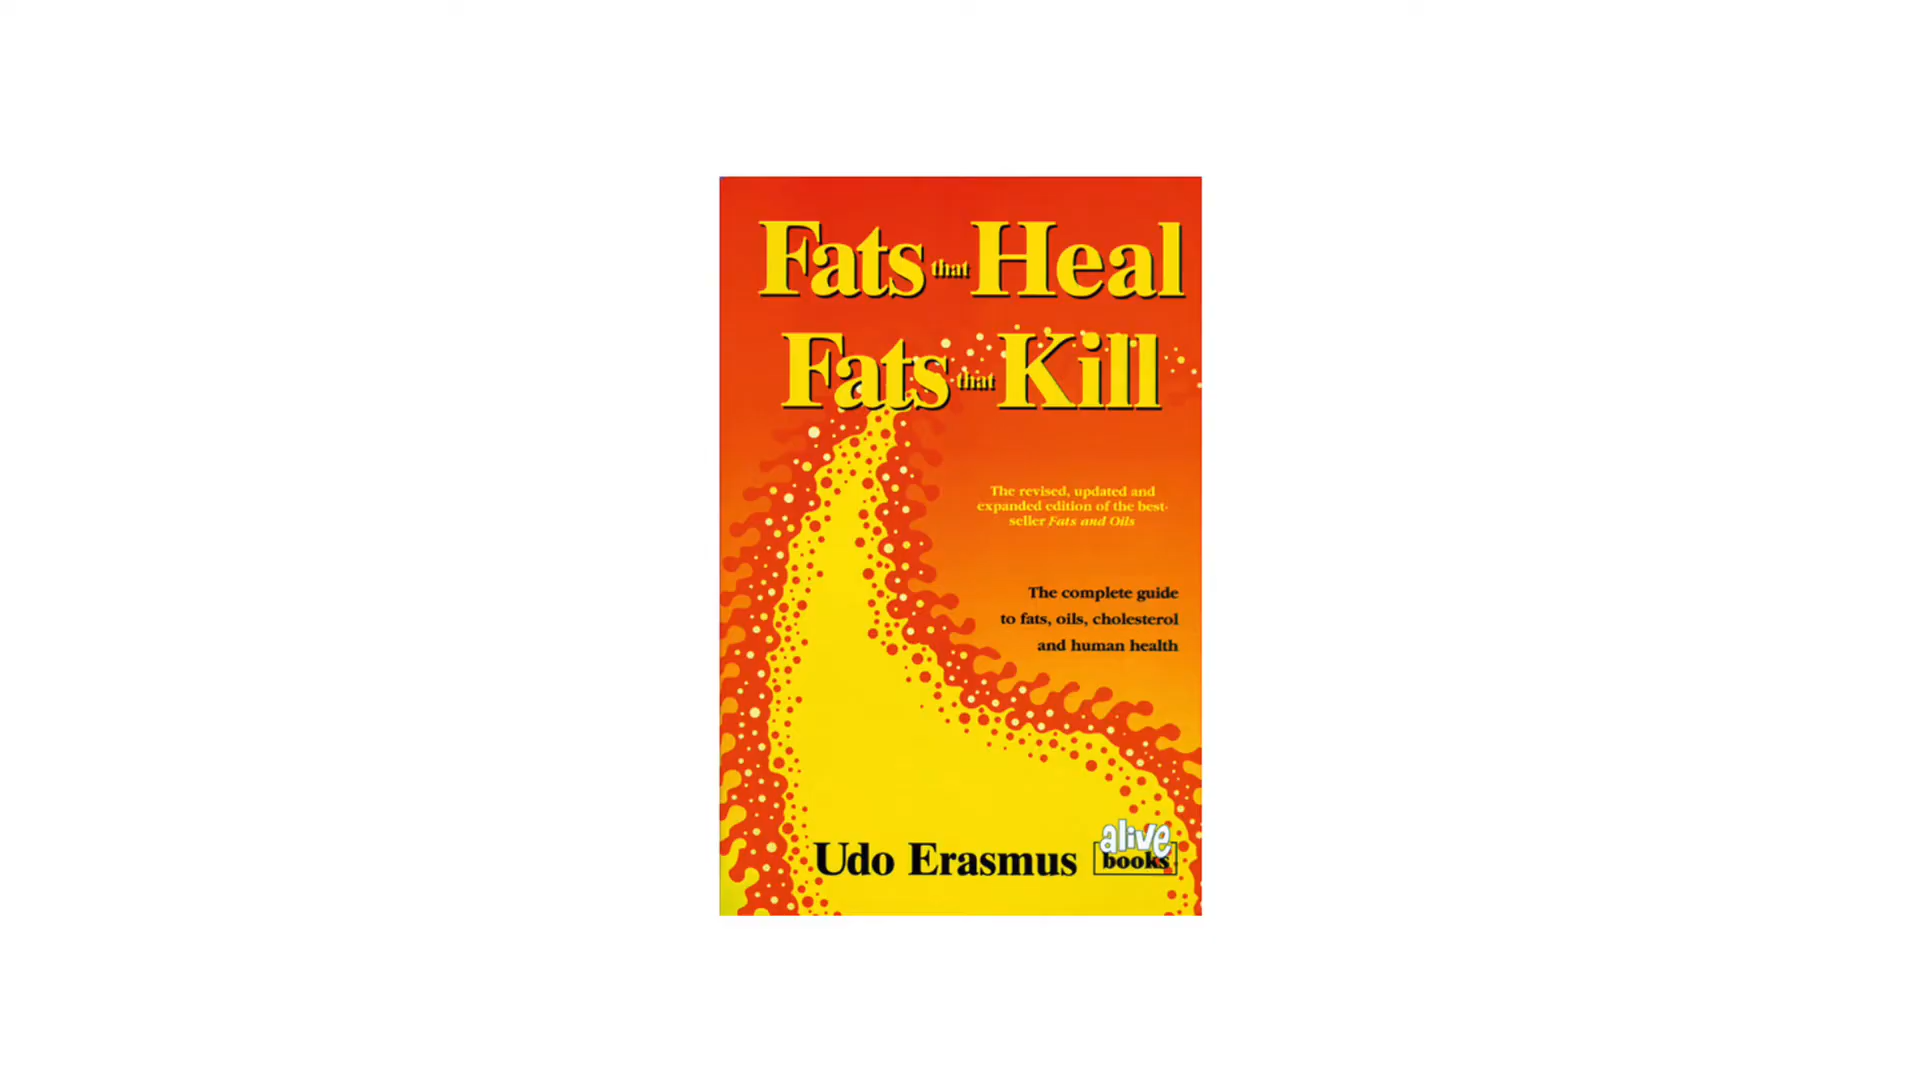 Fats that Heal
Fats that Kill
The revised, updated and
expanded edition of the best-
seller Fats and Oils
The complete guide
to fats, oils, cholesterol
and human health
Udo Erasmus
alive
books